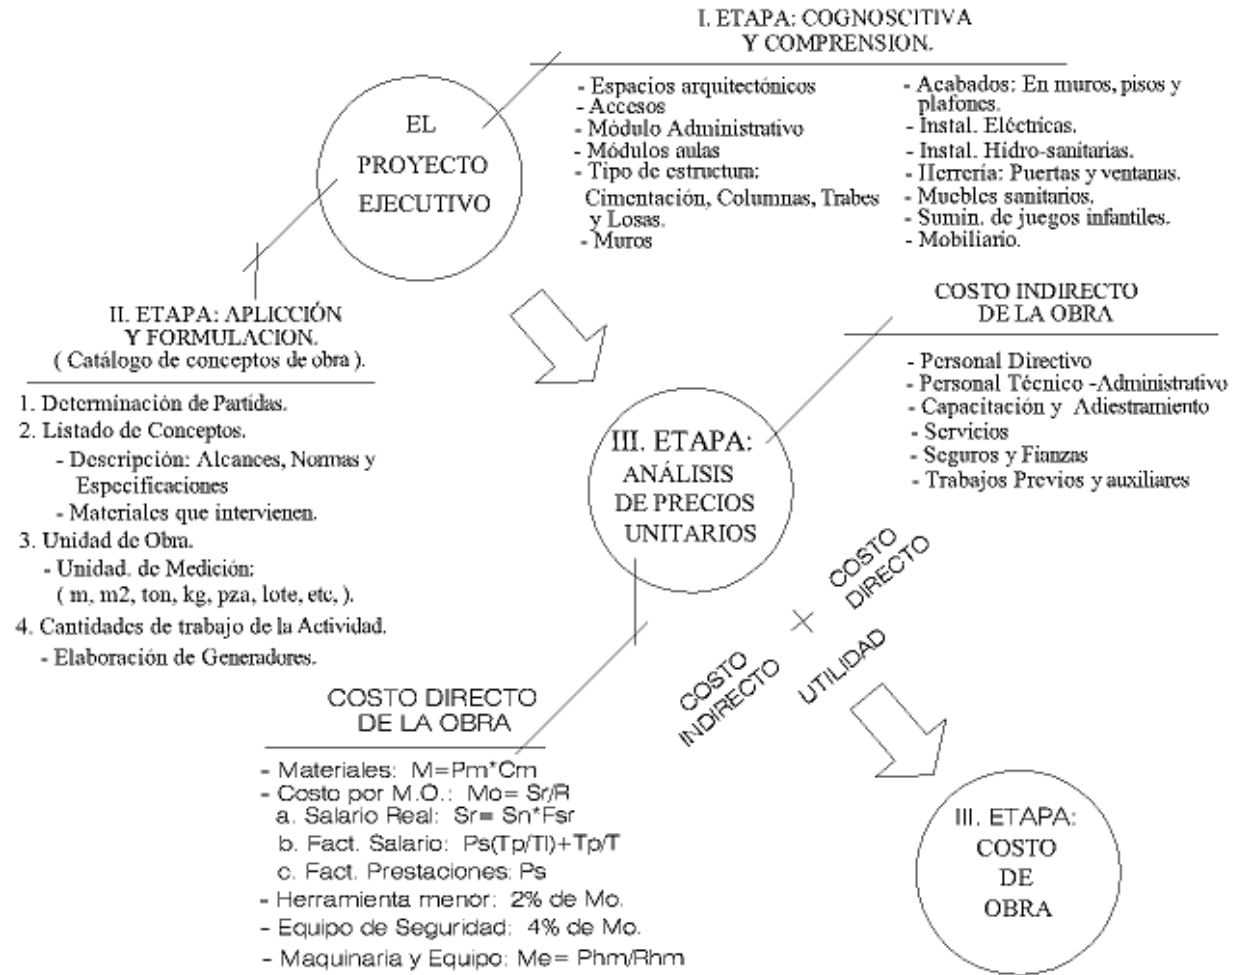 I. ETAPA: COGNOSCITIVA
Y COMPRENSION.
- Espacios arquitectónicos
- Accesos
- Módulo Administrativo
- Módulos aulas
- Tipo de estructura:
Cimentación, Columnas, Trabes
y Losas.
- Muros
- Acabados: En muros, pisos y
plafones.
- Instal. Eléctricas.
- Instal. Hidro-sanitarias.
- Herrería: Puertas y ventanas.
- Muebles sanitarios.
- Sumin. de juegos infantiles.
- Mobiliario.
EL
PROYECTO
EJECUTIVO
II. ETAPA: APLICCIÓN
Y FORMULACION.
( Catálogo de conceptos de obra ).
1. Determinación de Partidas.
2. Listado de Conceptos.
- Descripción: Alcances, Normas y
Especificaciones
- Materiales que intervienen.
3. Unidad de Obra.
- Unidad. de Medición:
( m, m2, ton, kg, pza, lote, etc, ).
4. Cantidades de trabajo de la Actividad.
- Elaboración de Generadores.
COSTO INDIRECTO
DE LA OBRA
- Personal Directivo
- Personal Técnico -Administrativo
- Capacitación y Adiestramiento
- Servicios
- Seguros y Fianzas
- Trabajos Previos y auxiliares
III. ETAPA:
ANÁLISIS
DE PRECIOS
UNITARIOS
COSTO
DIRECTO
+
COSTO
INDIRECTO
UTILIDAD
COSTO DIRECTO
DE LA OBRA
- Materiales: M=Pm*Cm
- Costo por M.O.: Mo= Sr/R
a. Salario Real: Sr= Sn*Fsr
b. Fact. Salario: Ps(Tp/Tl)+Tp/T
c. Fact. Prestaciones: Ps
- Herramienta menor: 2% de Mo.
- Equipo de Seguridad: 4% de Mo.
- Maquinaria y Equipo: Me= Phm/Rhm
III. ETAPA:
COSTO
DE
OBRA